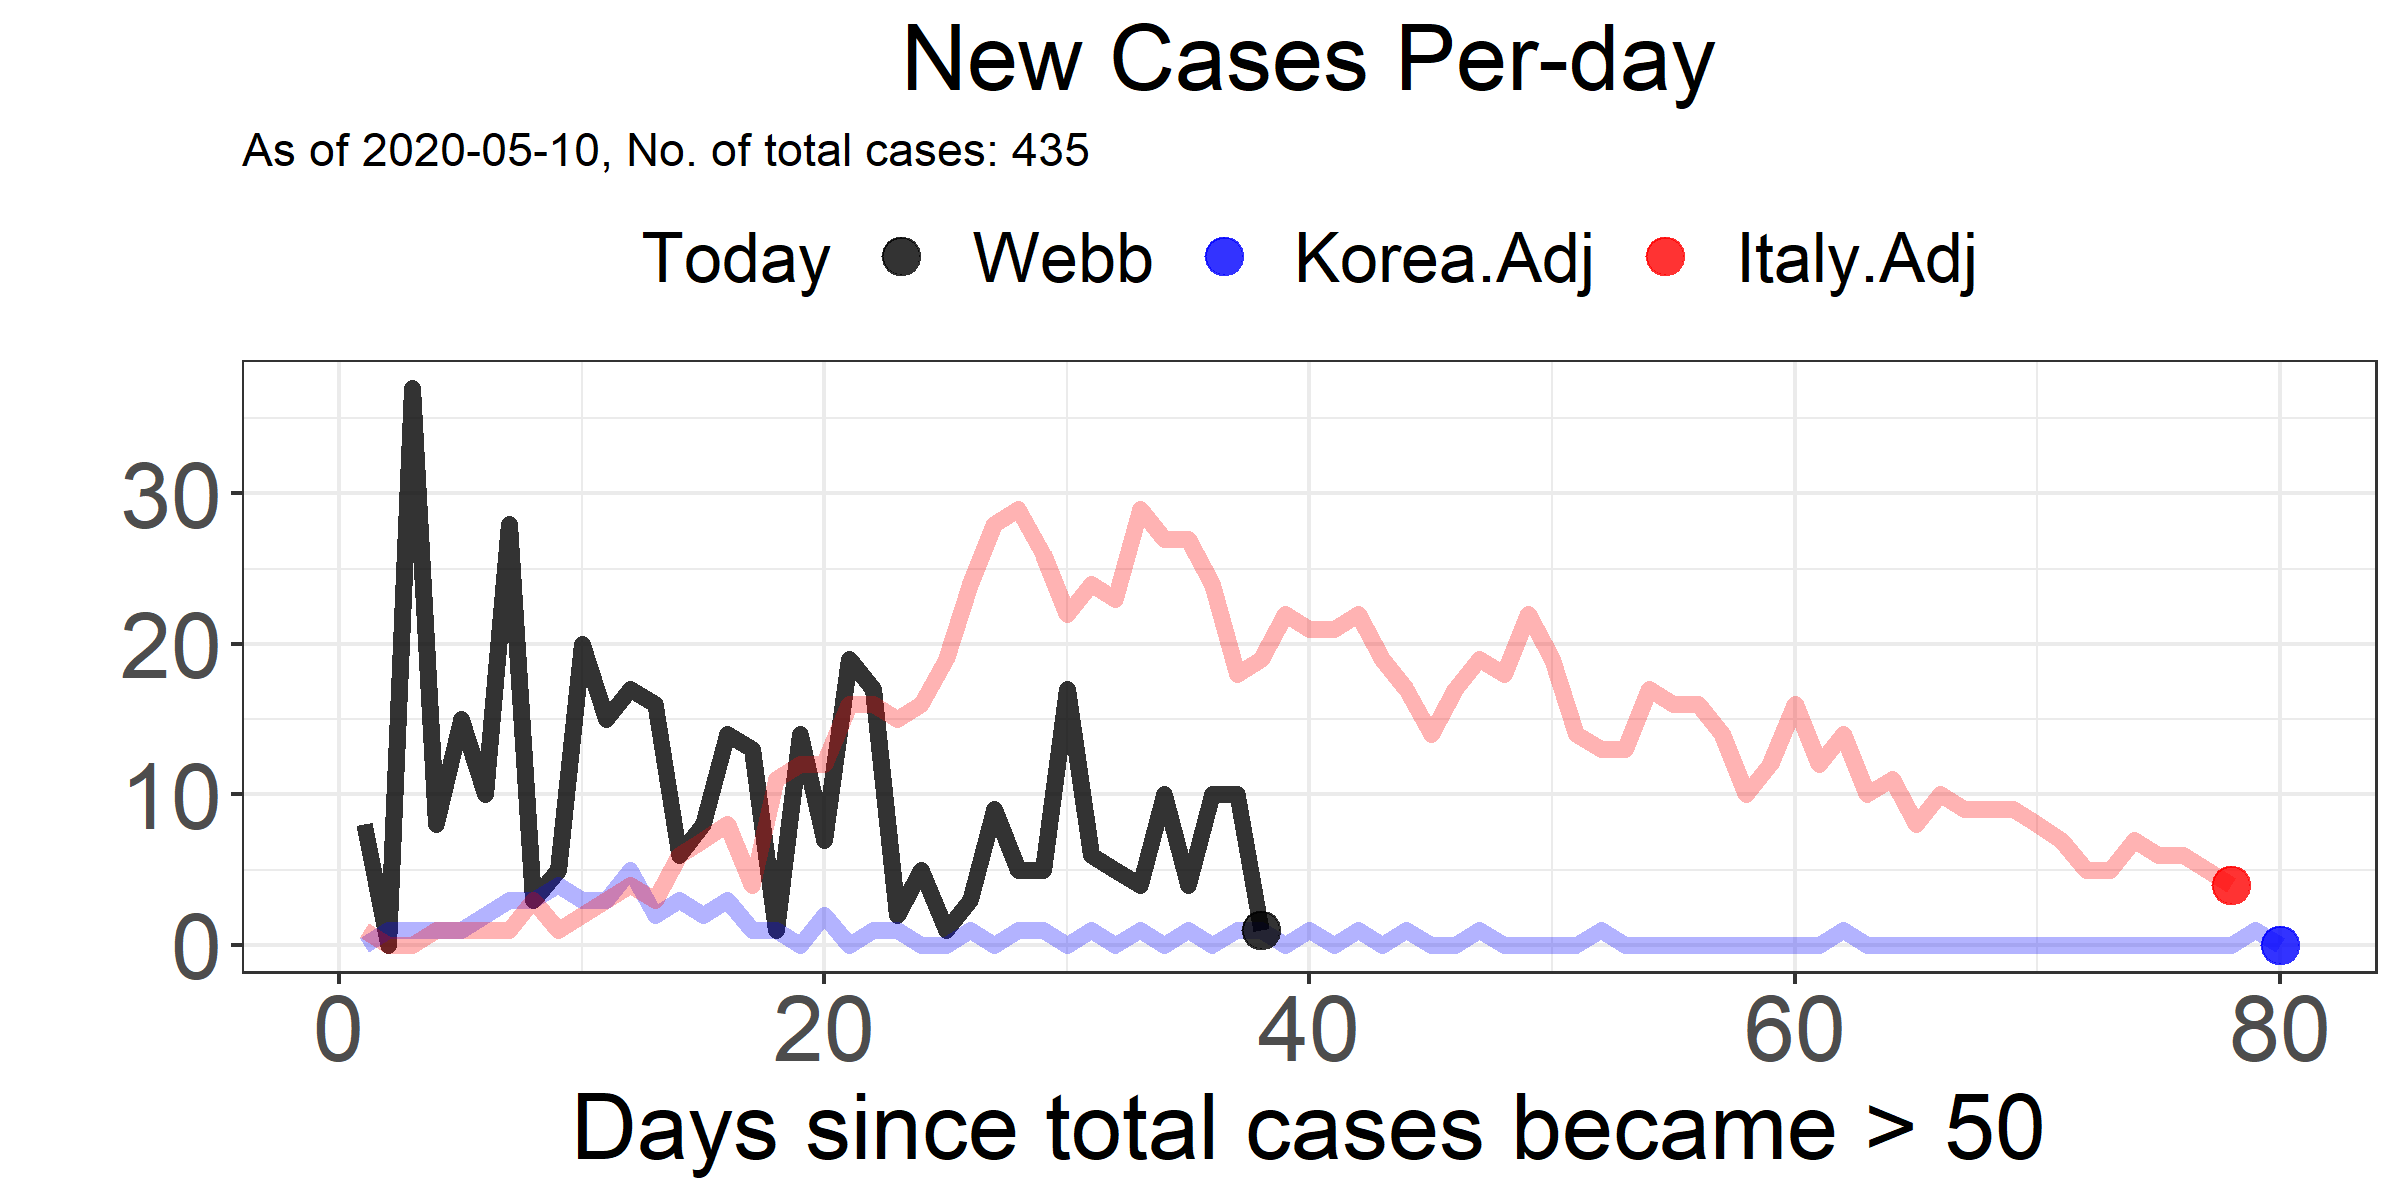 New Cases Per-day
As of 2020-05-10, No. of total cases: 435
Today Webb Korea.Adj Italy.Adj
30
20
10
0
0 20 40 60 80
Days since total cases became > 50